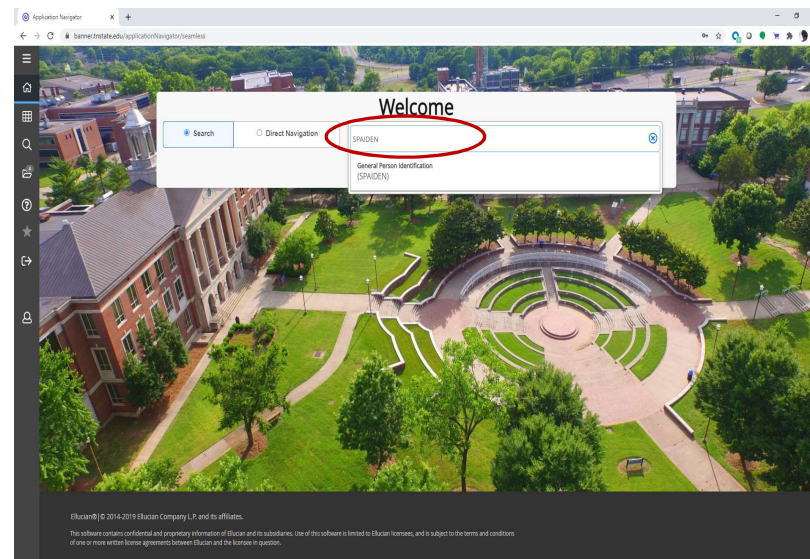 Application Navigator
banner.tnstate.edu/applicationNavigator/seamless
Welcome
Search
Direct Navigation
SPAIDEN
General Person Identification
(SPAIDEN)
Ellucian® | © 2014-2019 Ellucian Company L.P. and its affiliates.
This software contains confidential and proprietary information of Ellucian and its subsidiaries. Use of this software is limited to Ellucian licensees, and is subject to the terms and conditions
of one or more written license agreements between Ellucian and the licensee in question.